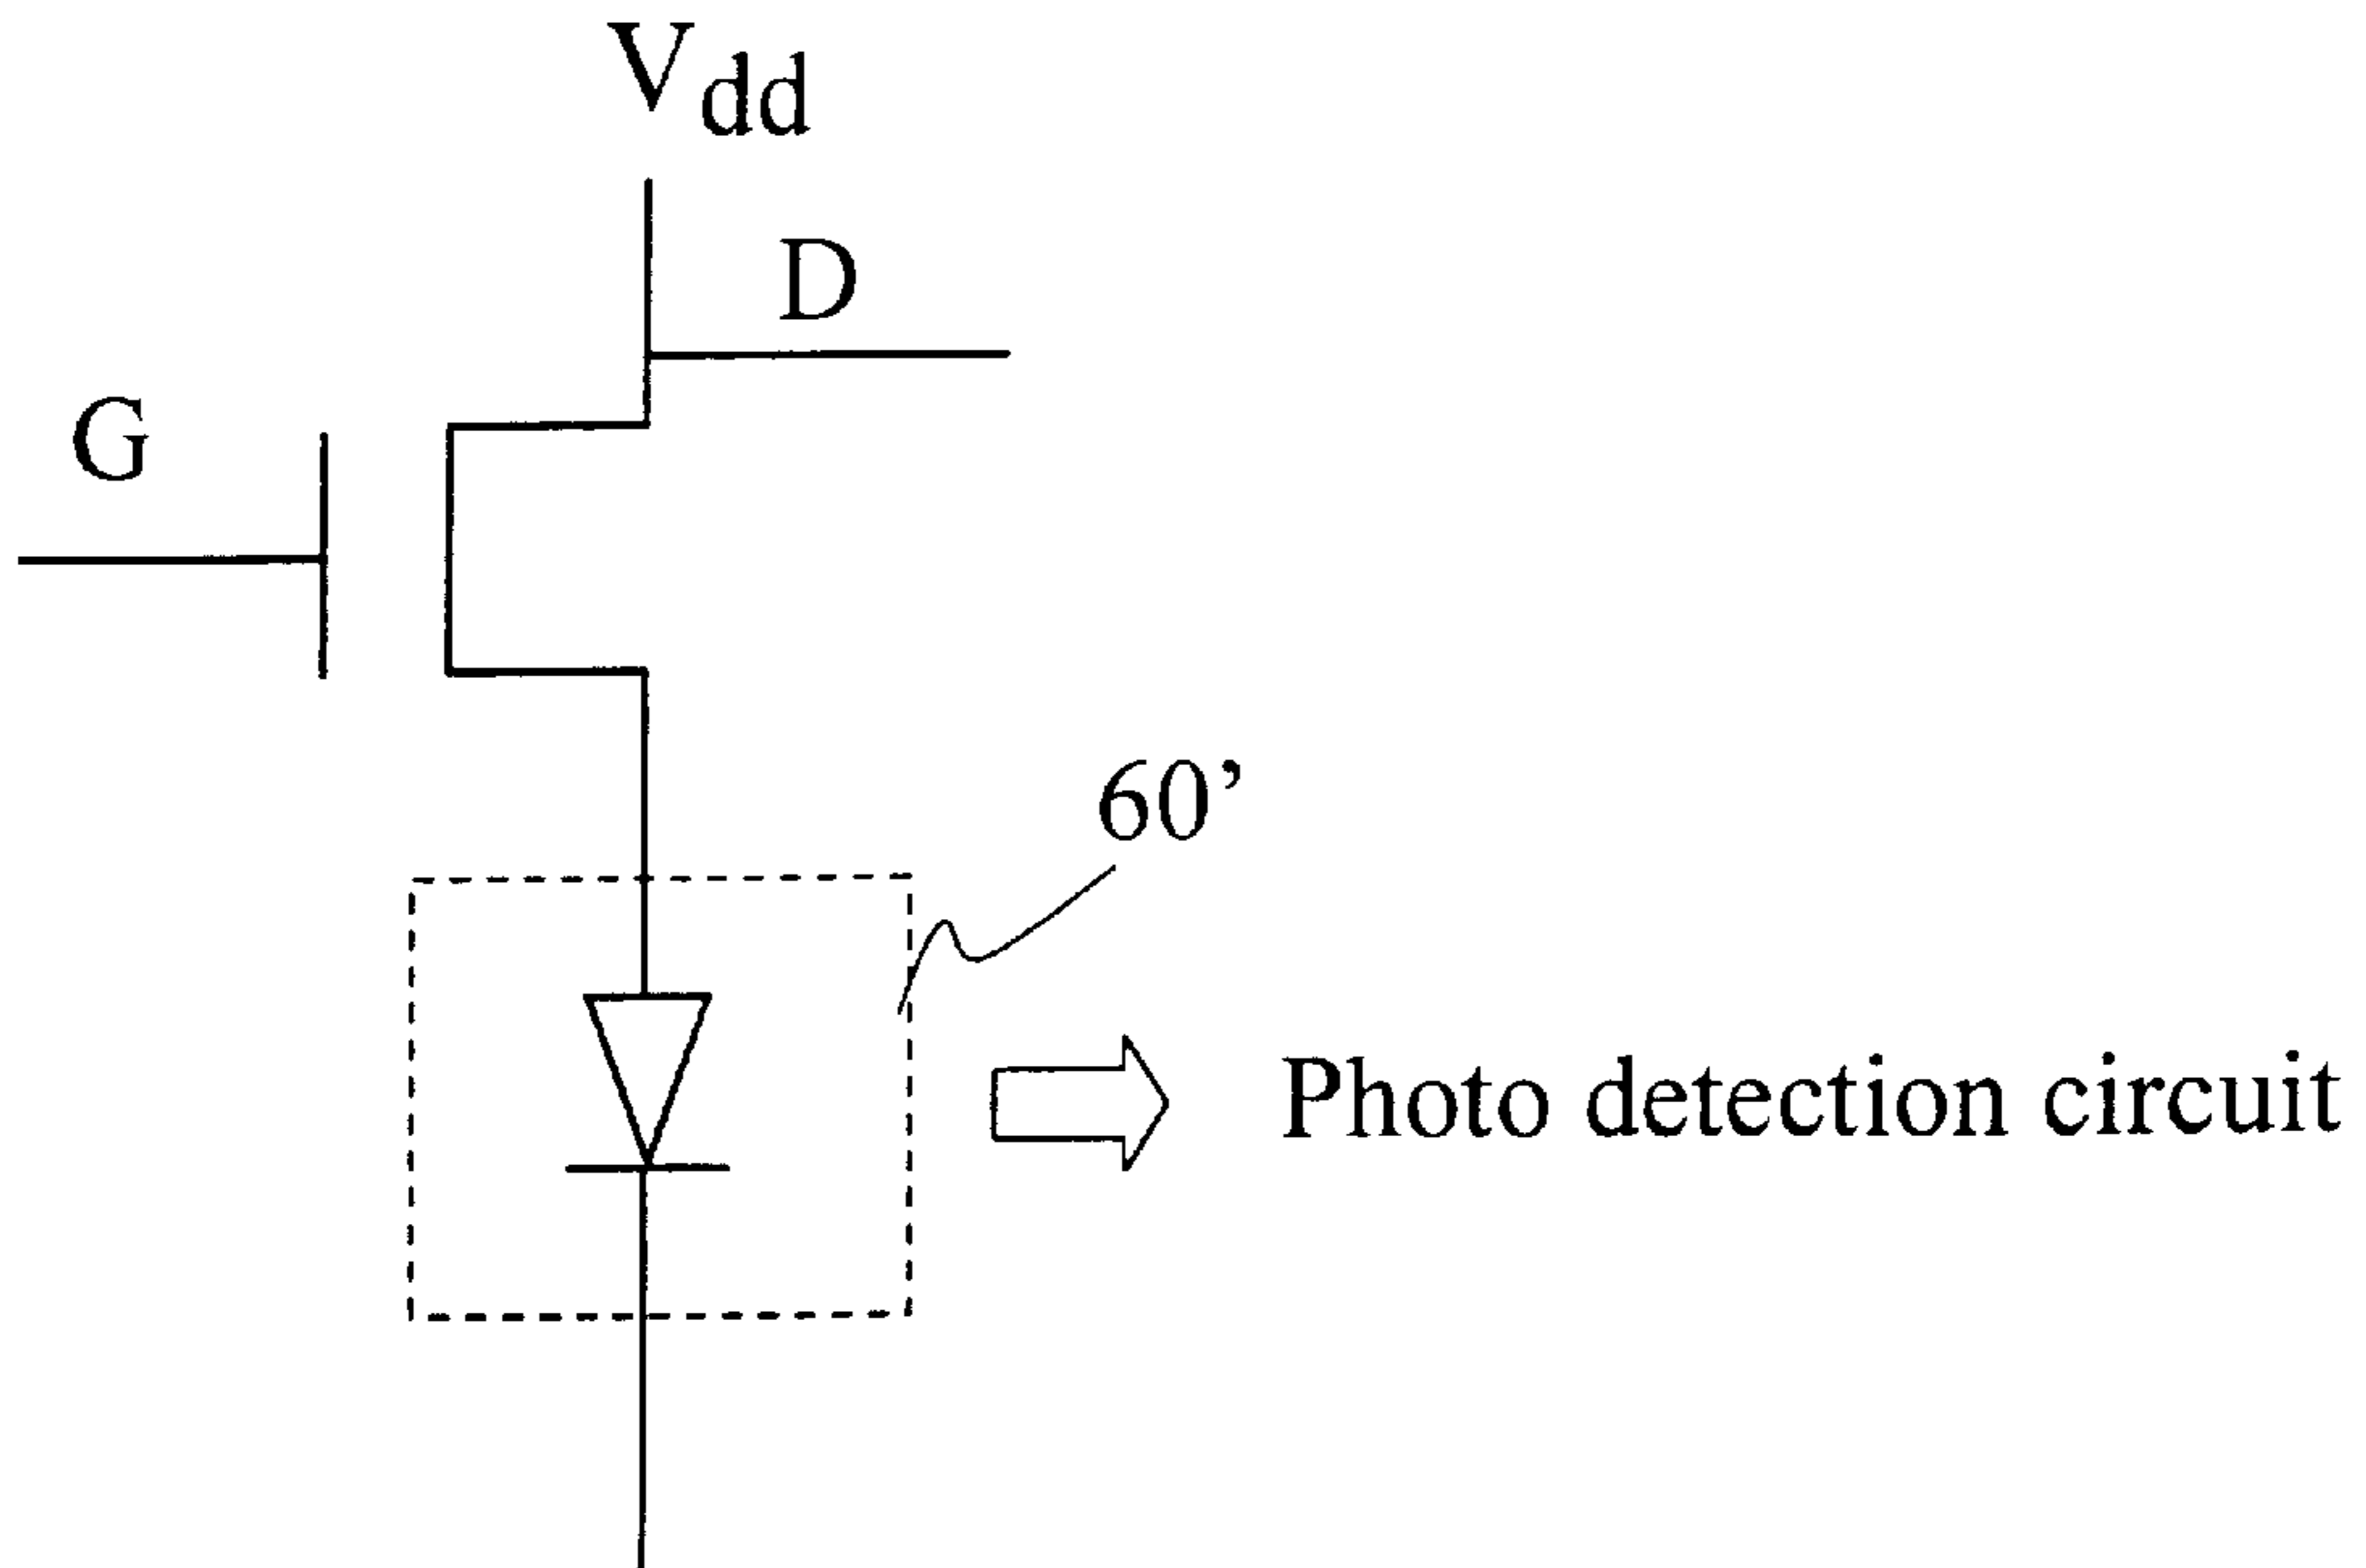 Vdd
D
G
60’
Photo detection circuit